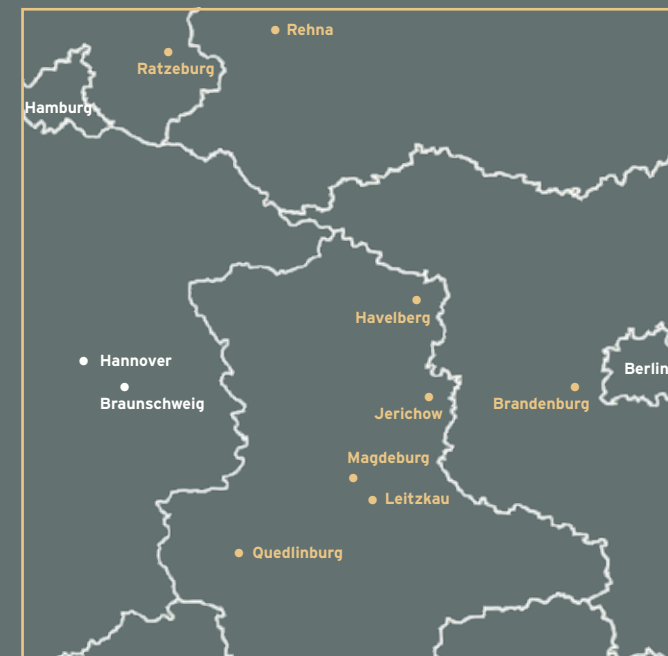 Rehna
Ratzeburg
Hamburg
Havelberg
Hannover
Berlin
Braunschweig
Brandenburg
Jerichow
Magdeburg
Leitzkau
Quedlinburg